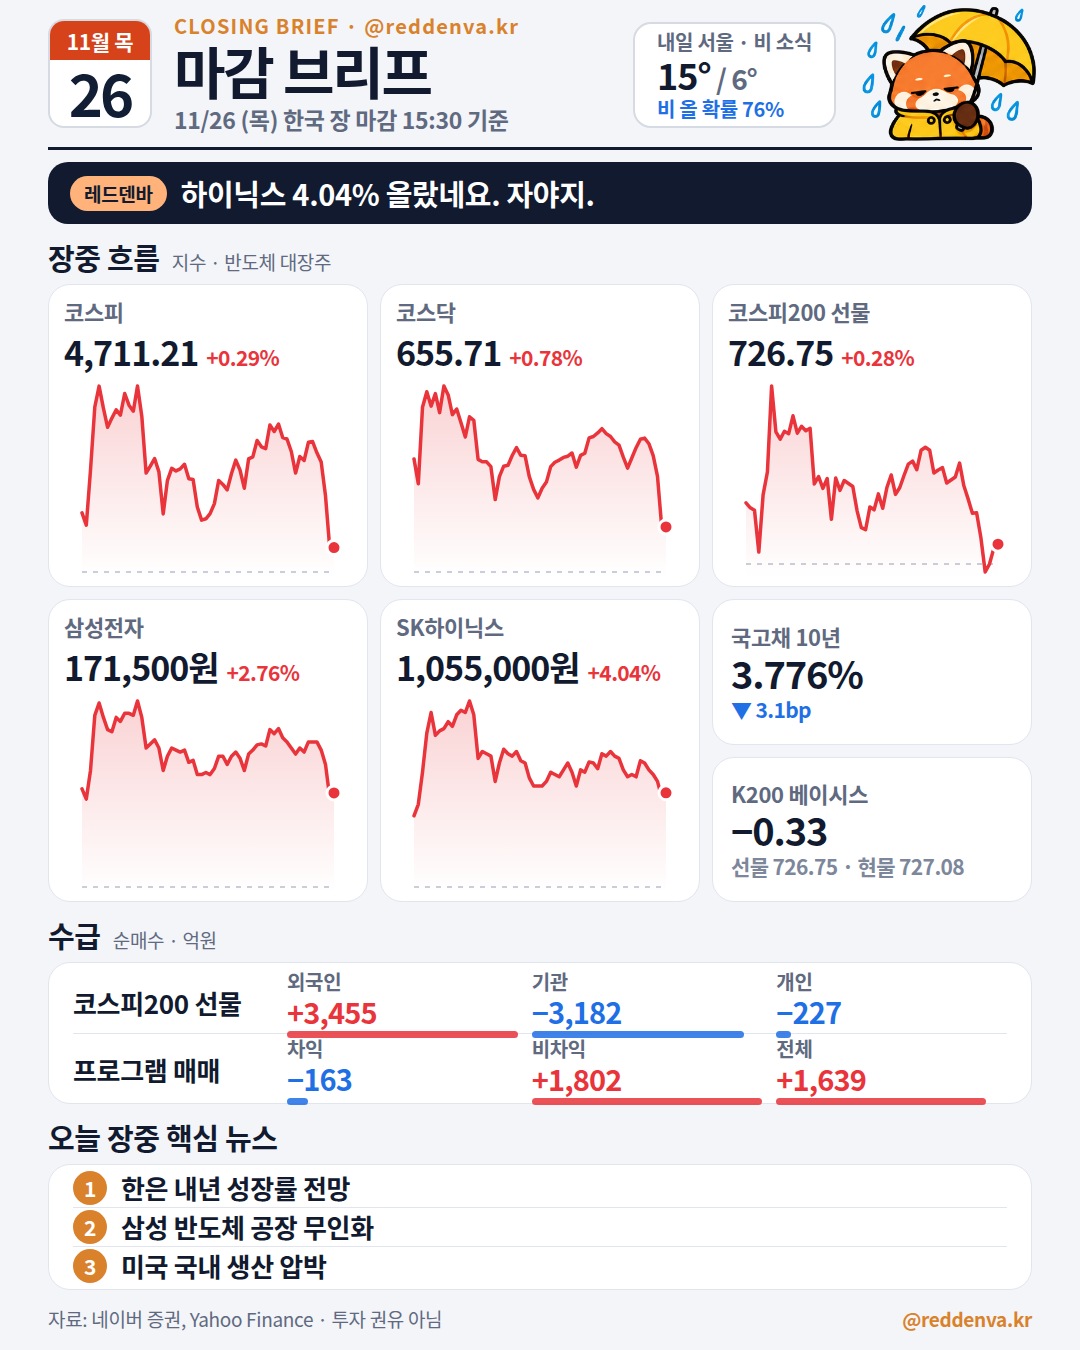 11월 목
26
CLOSING BRIEF · @reddenva.kr
마감 브리프
11/26 (목) 한국 장 마감 15:30 기준
내일 서울 · 비 소식
15° / 6°
비 올 확률 76%
레드덴바 하이닉스 4.04% 올랐네요. 자야지.
장중 흐름 지수 · 반도체 대장주
코스피
4,711.21 +0.29%
코스닥
655.71 +0.78%
코스피200 선물
726.75 +0.28%
삼성전자
171,500원 +2.76%
SK하이닉스
1,055,000원 +4.04%
국고채 10년
3.776%
▼ 3.1bp
K200 베이시스
−0.33
선물 726.75 · 현물 727.08
수급 순매수 · 억원
코스피200 선물
외국인
+3,455
기관
−3,182
개인
−227
프로그램 매매
차익
−163
비차익
+1,802
전체
+1,639
오늘 장중 핵심 뉴스
1 한은 내년 성장률 전망
2 삼성 반도체 공장 무인화
3 미국 국내 생산 압박
자료: 네이버 증권, Yahoo Finance · 투자 권유 아님
@reddenva.kr